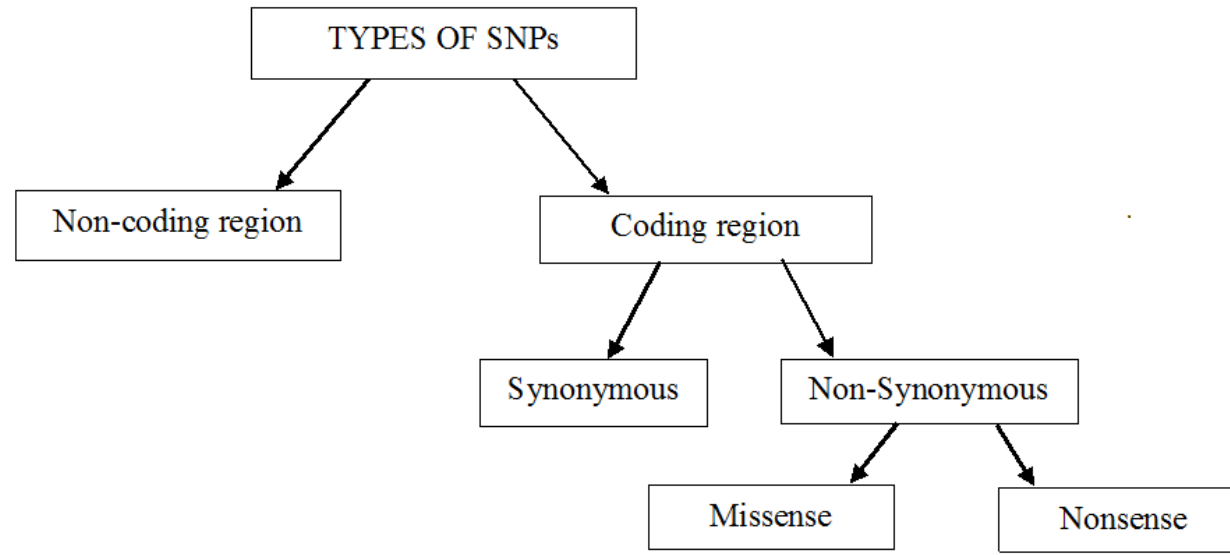 TYPES OF SNPs
Non-coding region
Coding region
Synonymous
Non-Synonymous
Missense
Nonsense